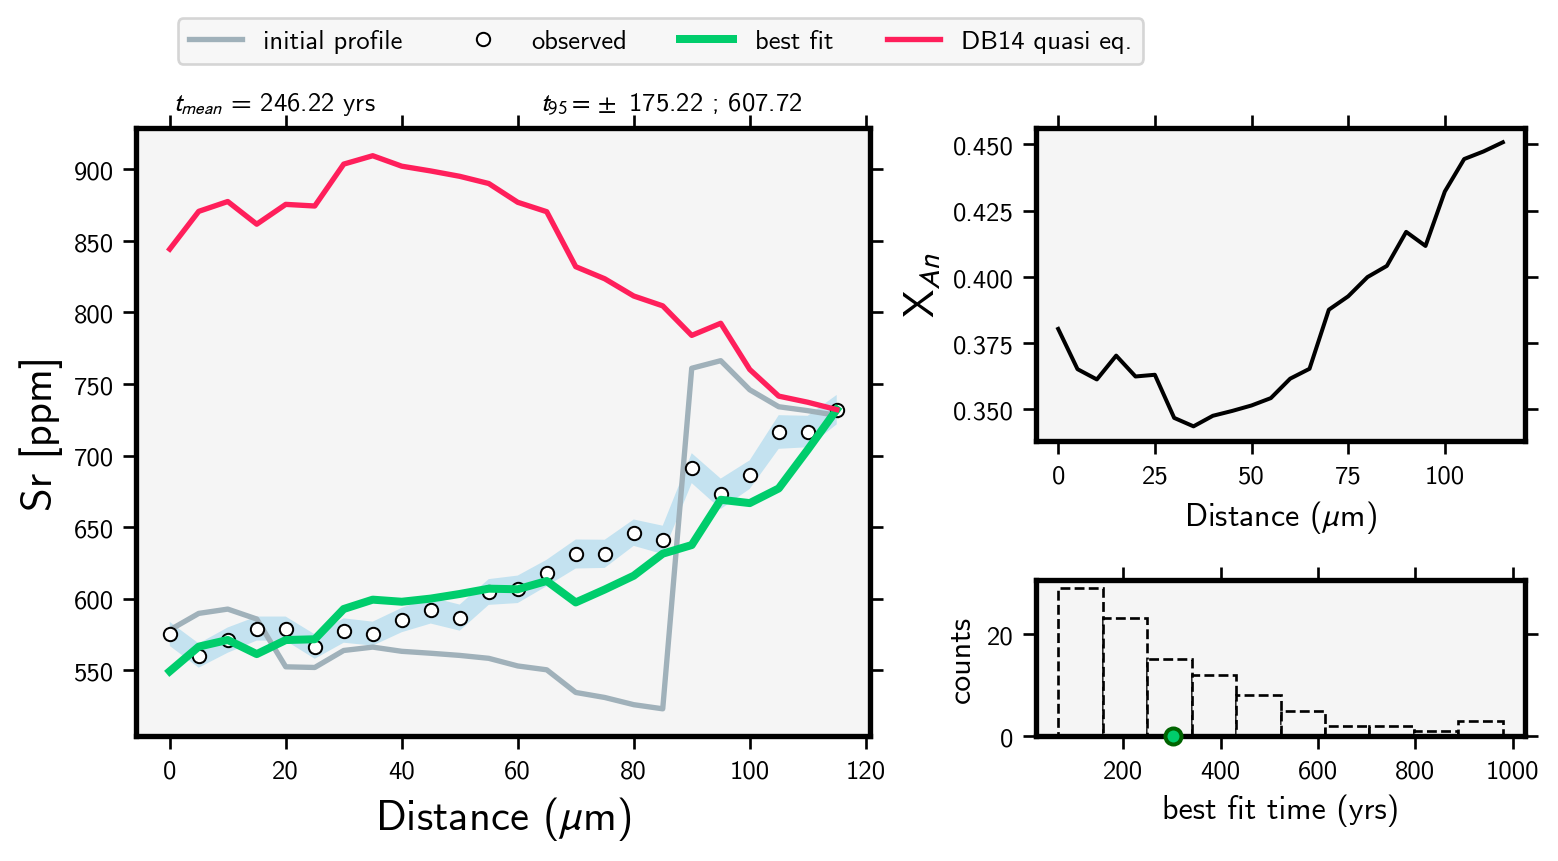 initial profile observed best fit DB14 quasi eq.
t_mean = 246.22 yrs t_95 = ± 175.22 ; 607.72
900
850
800
750
700
650
600
550
Sr [ppm]
0 20 40 60 80 100 120
Distance (μm)
0.450
0.425
0.400
0.375
0.350
X_An
0 25 50 75 100
Distance (μm)
20
0
counts
200 400 600 800 1000
best fit time (yrs)